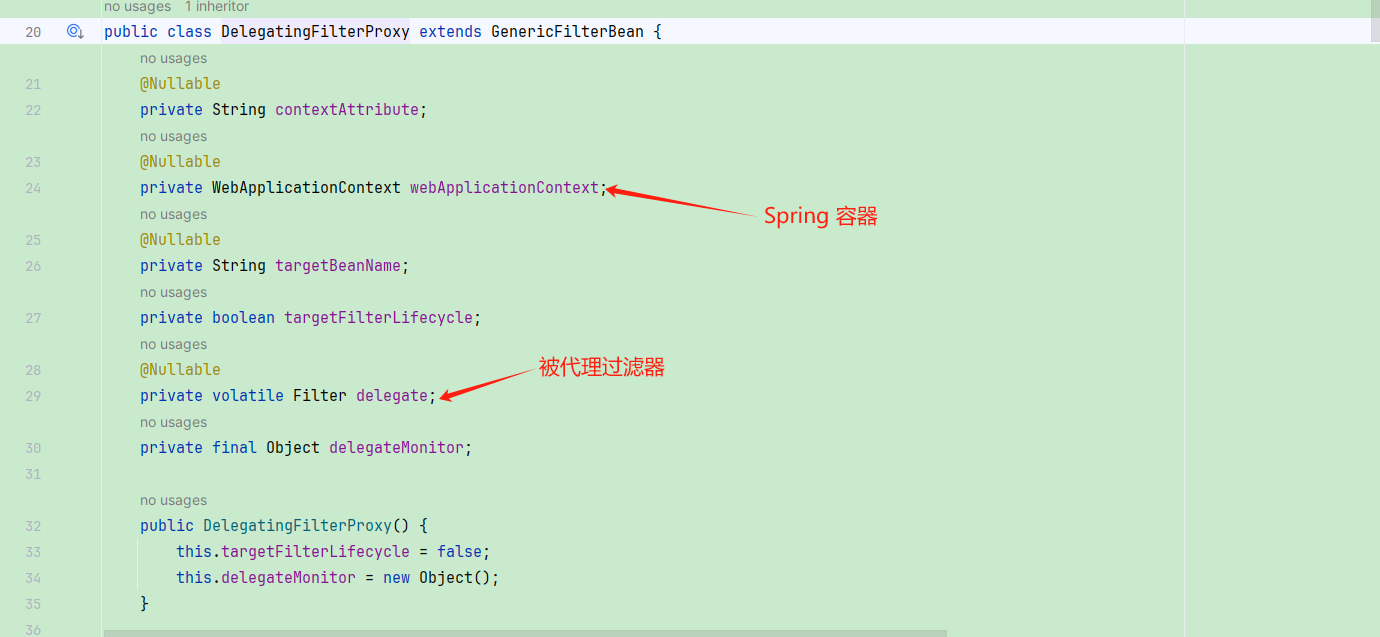 no usages 1 inheritor
20 public class DelegatingFilterProxy extends GenericFilterBean {
no usages
21 @Nullable
22 private String contextAttribute;
no usages
23 @Nullable
24 private WebApplicationContext webApplicationContext;
Spring 容器
no usages
25 @Nullable
26 private String targetBeanName;
no usages
27 private boolean targetFilterLifecycle;
no usages
被代理过滤器
28 @Nullable
29 private volatile Filter delegate;
no usages
30 private final Object delegateMonitor;
31
no usages
32 public DelegatingFilterProxy() {
33 this.targetFilterLifecycle = false;
34 this.delegateMonitor = new Object();
35 }
36